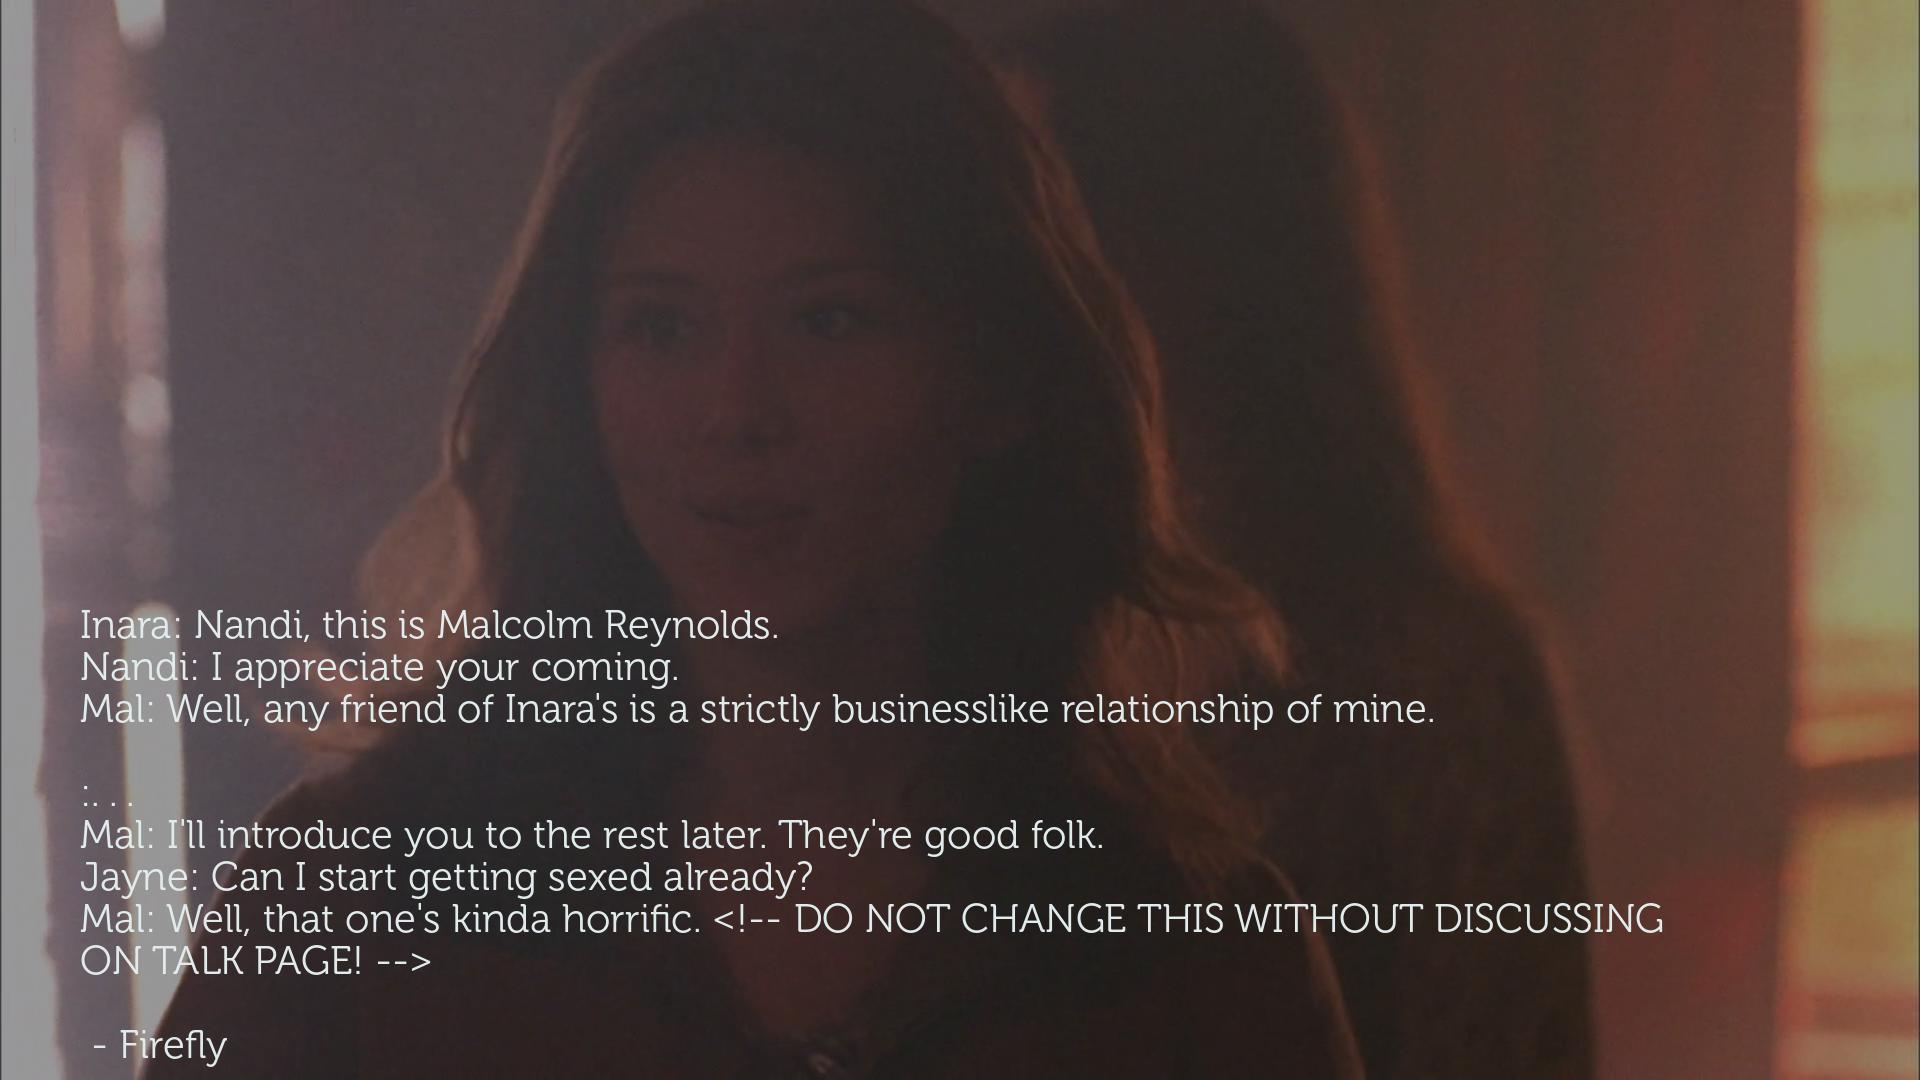 Inara: Nandi, this is Malcolm Reynolds.
Nandi: I appreciate your coming.
Mal: Well, any friend of Inara's is a strictly businesslike relationship of mine.
:. . .
Mal: I'll introduce you to the rest later. They're good folk.
Jayne: Can I start getting sexed already?
Mal: Well, that one's kinda horrific. <!-- DO NOT CHANGE THIS WITHOUT DISCUSSING
ON TALK PAGE! -->
- Firefly